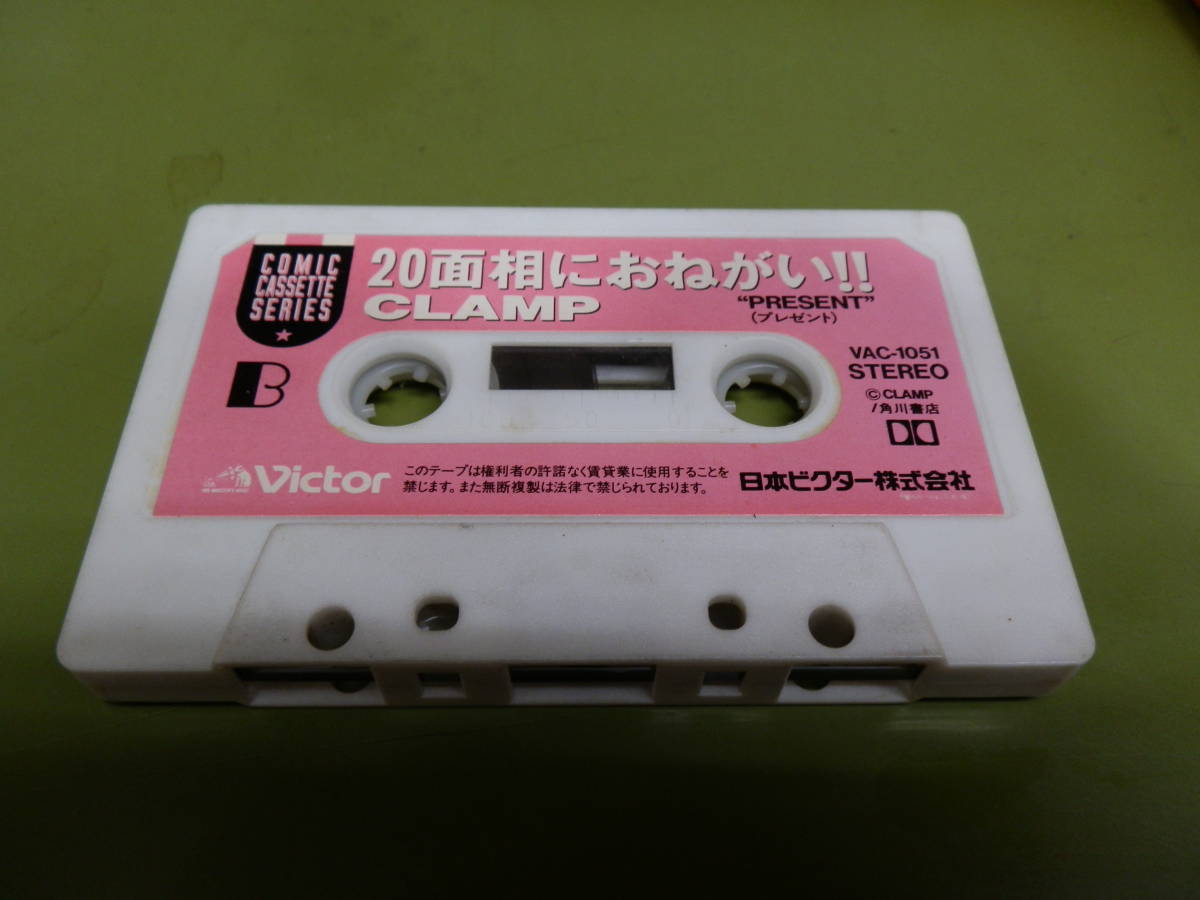 COMIC
CASSETTE
SERIES
20面相におねがい!!
CLAMP
“PRESENT”
(プレゼント)
B
VAC-1051
STEREO
©CLAMP
/角川書店
Victor
このテープは権利者の許諾なく賃貸業に使用することを
禁じます。また無断複製は法律で禁じられております。
日本ビクター株式会社